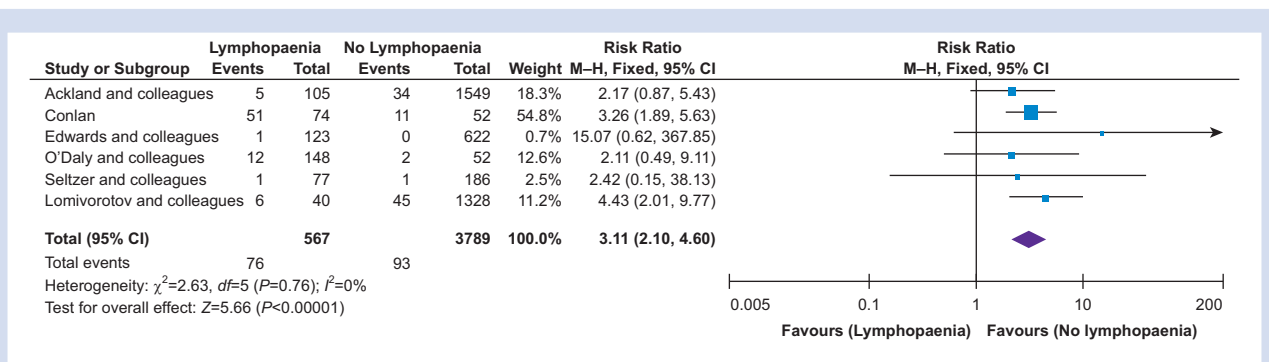 Lymphopaenia No Lymphopaenia Risk Ratio Risk Ratio
Study or Subgroup Events Total Events Total Weight M–H, Fixed, 95% CI M–H, Fixed, 95% CI
Ackland and colleagues 5 105 34 1549 18.3% 2.17 (0.87, 5.43)
Conlan 51 74 11 52 54.8% 3.26 (1.89, 5.63)
Edwards and colleagues 1 123 0 622 0.7% 15.07 (0.62, 367.85)
O'Daly and colleagues 12 148 2 52 12.6% 2.11 (0.49, 9.11)
Seltzer and colleagues 1 77 1 186 2.5% 2.42 (0.15, 38.13)
Lomivorotov and colleagues 6 40 45 1328 11.2% 4.43 (2.01, 9.77)
Total (95% CI) 567 3789 100.0% 3.11 (2.10, 4.60)
Total events 76 93
Heterogeneity: χ²=2.63, df=5 (P=0.76); I²=0%
Test for overall effect: Z=5.66 (P<0.00001)
0.005 0.1 1 10 200
Favours (Lymphopaenia) Favours (No lymphopaenia)